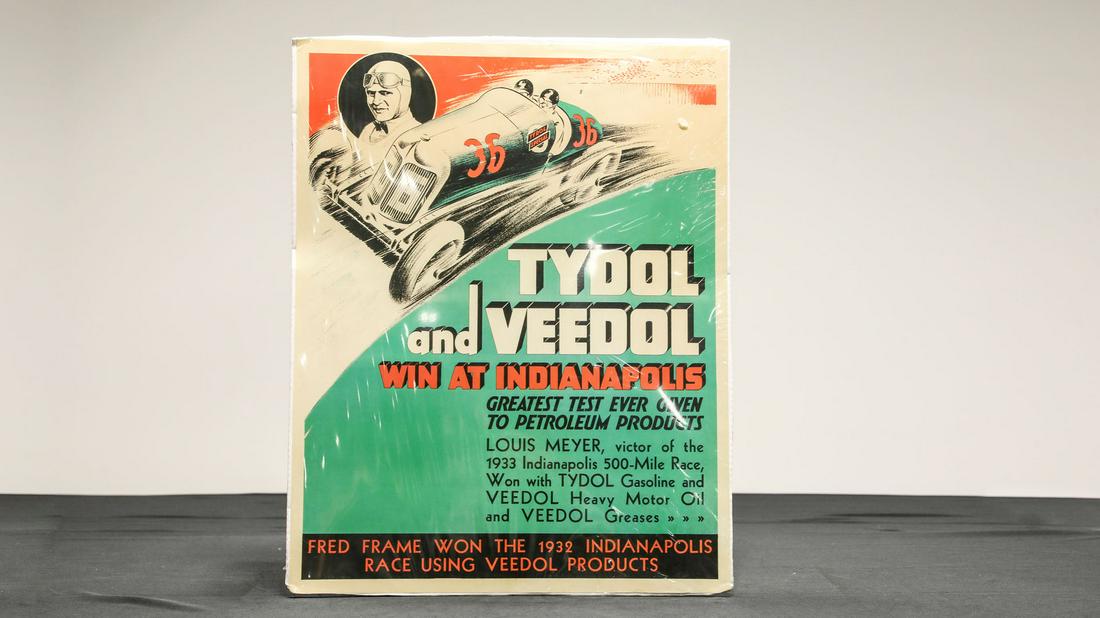 36
TYDOL
VEEDOL
36
TYDOL
and VEEDOL
WIN AT INDIANAPOLIS
GREATEST TEST EVER GIVEN
TO PETROLEUM PRODUCTS
LOUIS MEYER, victor of the
1933 Indianapolis 500-Mile Race,
Won with TYDOL Gasoline and
VEEDOL Heavy Motor Oil
and VEEDOL Greases » » »
FRED FRAME WON THE 1932 INDIANAPOLIS
RACE USING VEEDOL PRODUCTS